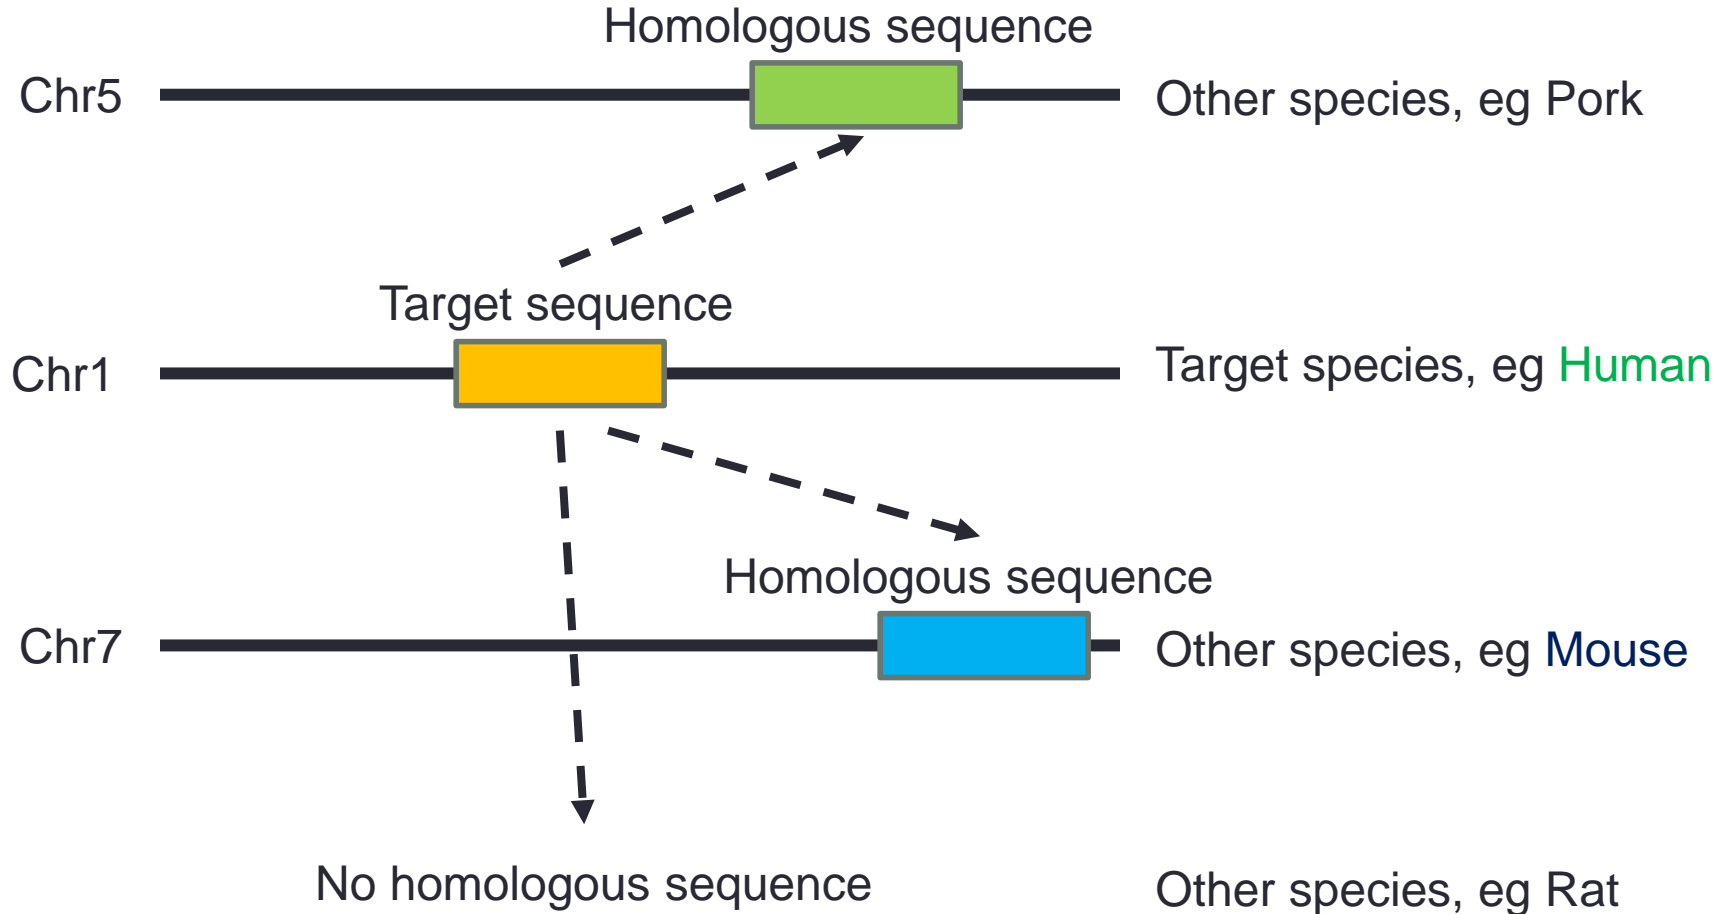 Homologous sequence
Chr5
Other species, eg Pork
Target sequence
Chr1
Target species, eg Human
Homologous sequence
Chr7
Other species, eg Mouse
No homologous sequence
Other species, eg Rat